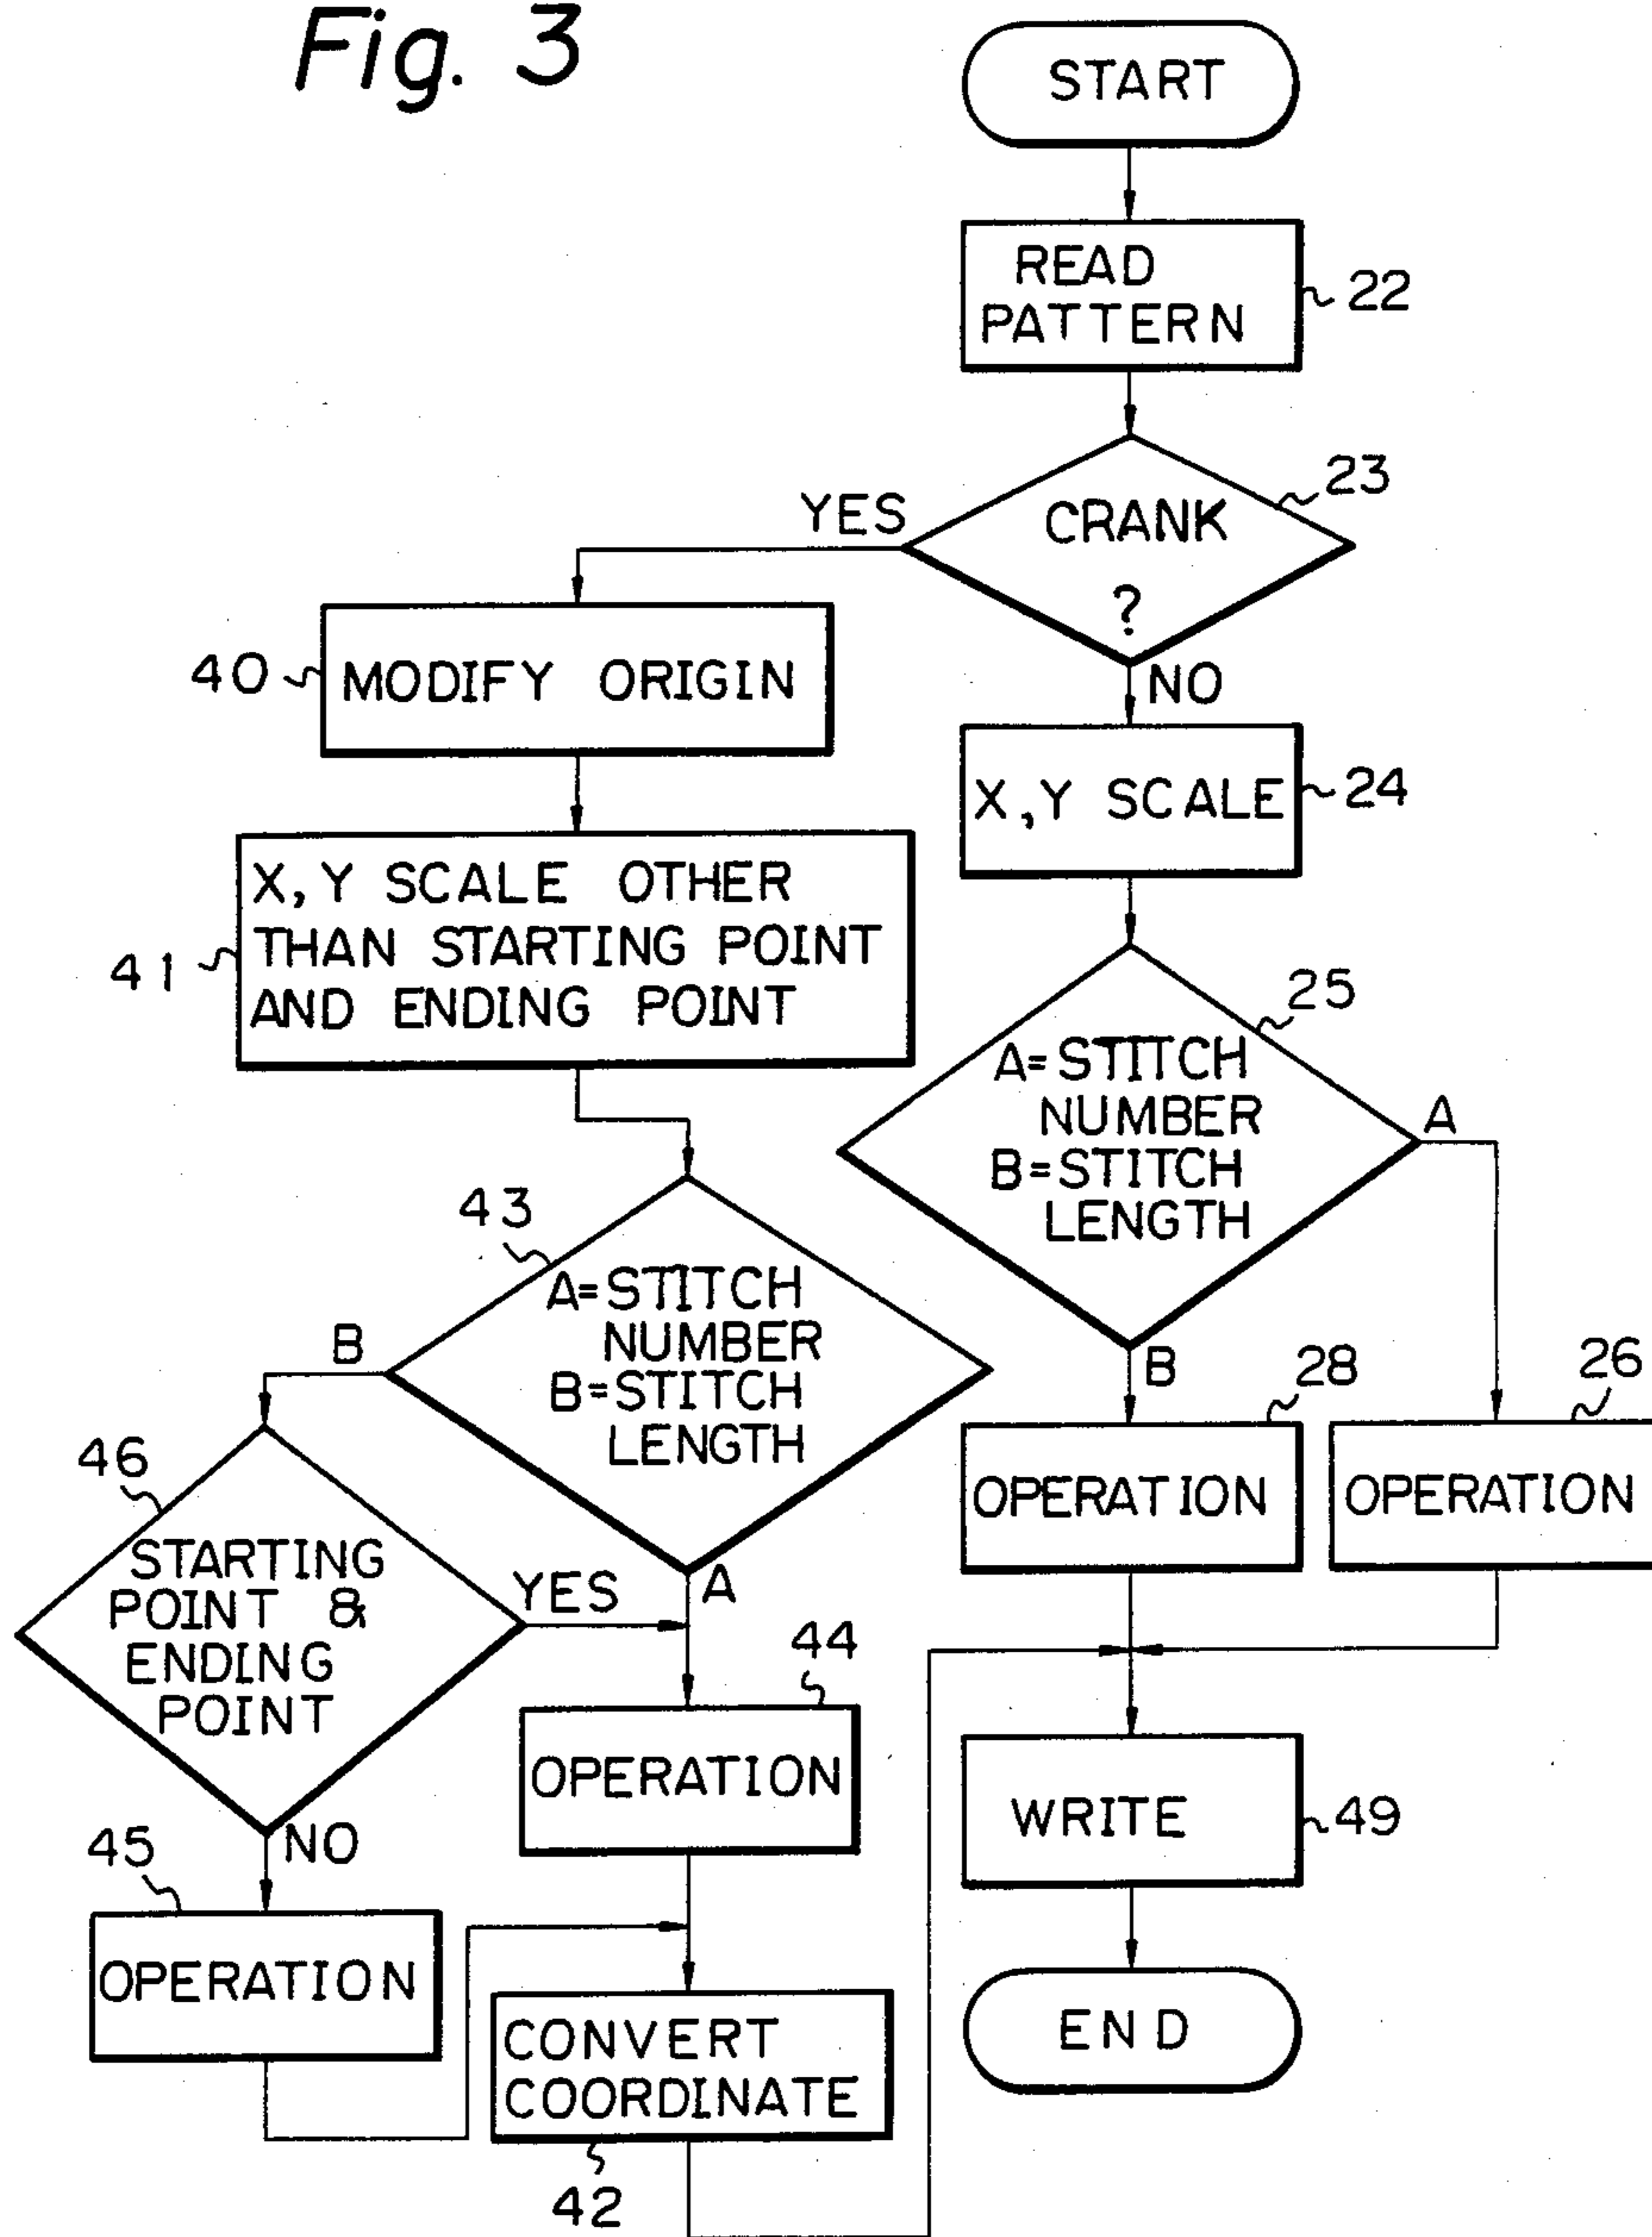 Fig. 3
START
READ
PATTERN
22
CRANK
?
23
YES
NO
40
MODIFY ORIGIN
X,Y SCALE
24
41
X,Y SCALE OTHER
THAN STARTING POINT
AND ENDING POINT
25
A=STITCH
NUMBER
B=STITCH
LENGTH
A
B
43
A=STITCH
NUMBER
B=STITCH
LENGTH
B
A
28
OPERATION
26
OPERATION
46
STARTING
POINT &
ENDING
POINT
YES
NO
44
OPERATION
45
OPERATION
WRITE
49
CONVERT
COORDINATE
42
END